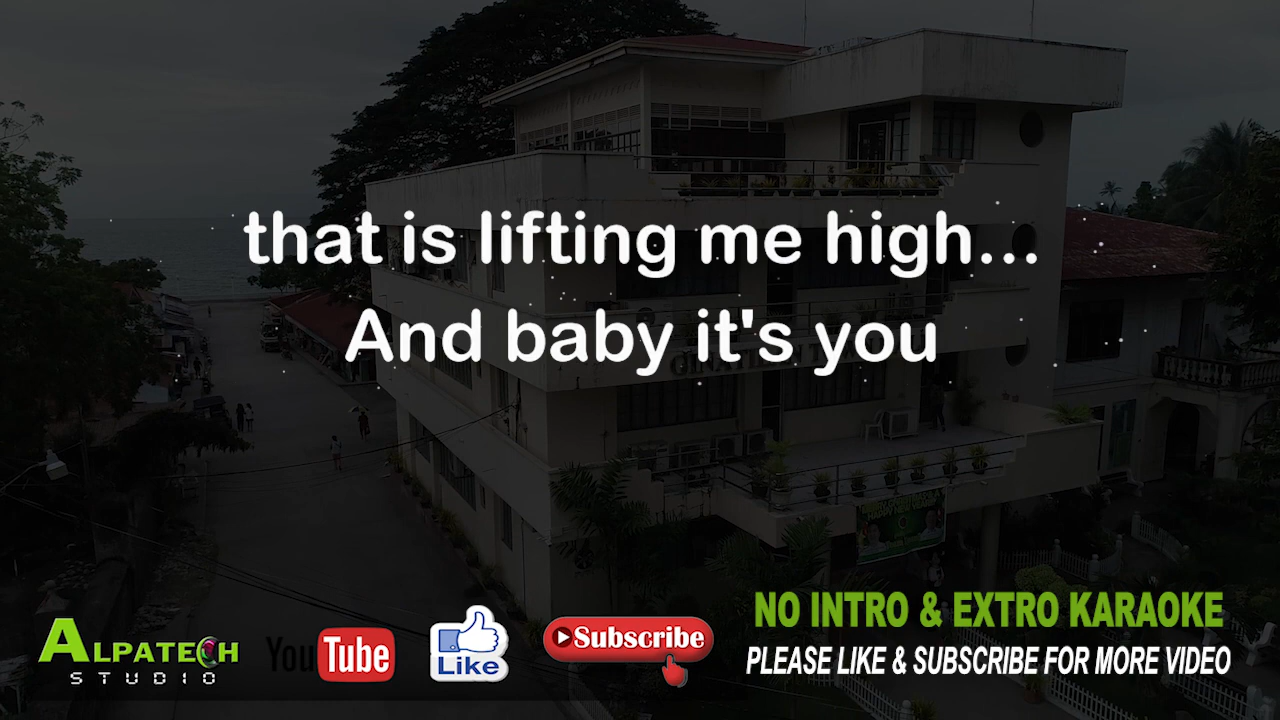 that is lifting me high...
And baby it's you
NO INTRO & EXTRO KARAOKE
ALPATECH
STUDIO
YouTube
Like
Subscribe
PLEASE LIKE & SUBSCRIBE FOR MORE VIDEO